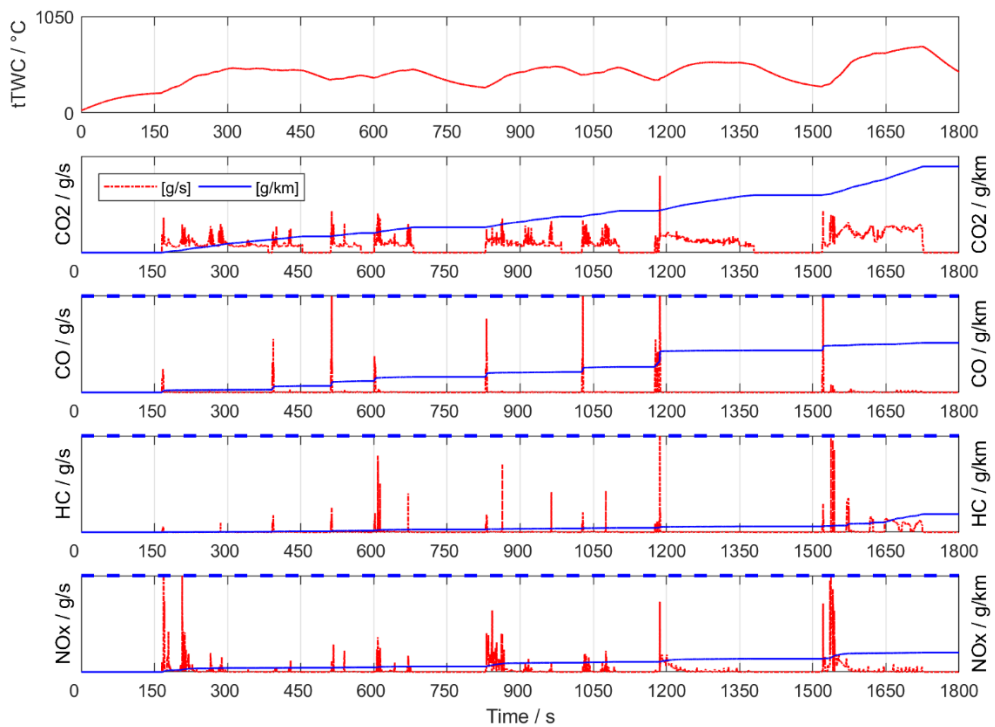 1050
tTWC / °C
0
0 150 300 450 600 750 900 1050 1200 1350 1500 1650 1800
CO2 / g/s
[g/s] [g/km]
CO2 / g/km
0 150 300 450 600 750 900 1050 1200 1350 1500 1650 1800
CO / g/s
CO / g/km
0 150 300 450 600 750 900 1050 1200 1350 1500 1650 1800
HC / g/s
HC / g/km
0 150 300 450 600 750 900 1050 1200 1350 1500 1650 1800
NOx / g/s
NOx / g/km
0 150 300 450 600 750 900 1050 1200 1350 1500 1650 1800
Time / s